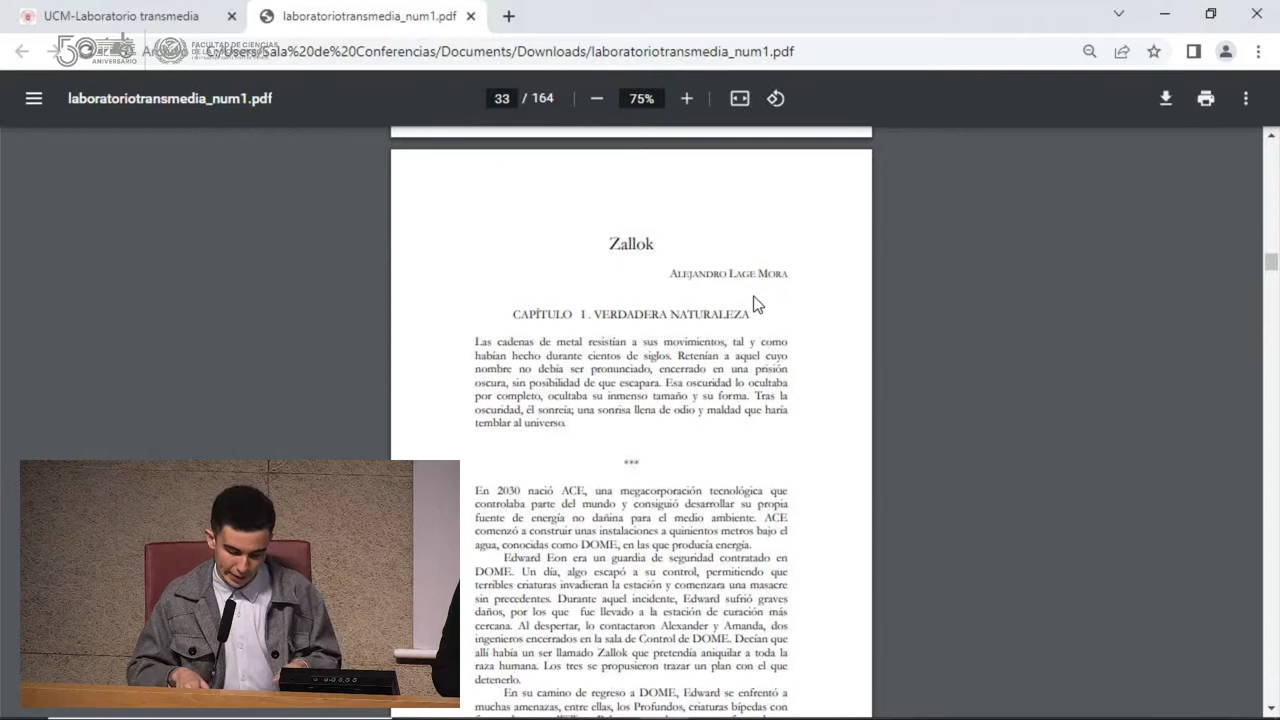 UCM-Laboratorio transmedia
laboratoriotransmedia_num1.pdf
50
ANIVERSARIO
FACULTAD DE CIENCIAS
C:/Users/Sala%20de%20Conferencias/Documents/Downloads/laboratoriotransmedia_num1.pdf
laboratoriotransmedia_num1.pdf
33 / 164
75%
Zallok
ALEJANDRO LAGE MORA
CAPÍTULO 1. VERDADERA NATURALEZA
Las cadenas de metal resistían a sus movimientos, tal y como
habían hecho durante cientos de siglos. Retenían a aquel cuyo
nombre no debía ser pronunciado, encerrado en una prisión
oscura, sin posibilidad de que escapara. Esa oscuridad lo ocultaba
por completo, ocultaba su inmenso tamaño y su forma. Tras la
oscuridad, él sonreía; una sonrisa llena de odio y maldad que haría
temblar al universo.
***
En 2030 nació ACE, una megacorporación tecnológica que
controlaba parte del mundo y consiguió desarrollar su propia
fuente de energía no dañina para el medio ambiente. ACE
comenzó a construir unas instalaciones a quinientos metros bajo el
agua, conocidas como DOME, en las que producía energía.
Edward Eon era un guardia de seguridad contratado en
DOME. Un día, algo escapó a su control, permitiendo que
terribles criaturas invadieran la estación y comenzara una masacre
sin precedentes. Durante aquel incidente, Edward sufrió graves
daños, por los que fue llevado a la estación de curación más
cercana. Al despertar, lo contactaron Alexander y Amanda, dos
ingenieros encerrados en la sala de Control de DOME. Decían que
allí había un ser llamado Zallok que pretendía aniquilar a toda la
raza humana. Los tres se propusieron trazar un plan con el que
detenerlo.
En su camino de regreso a DOME, Edward se enfrentó a
muchas amenazas, entre ellas, los Profundos, criaturas bípedas con